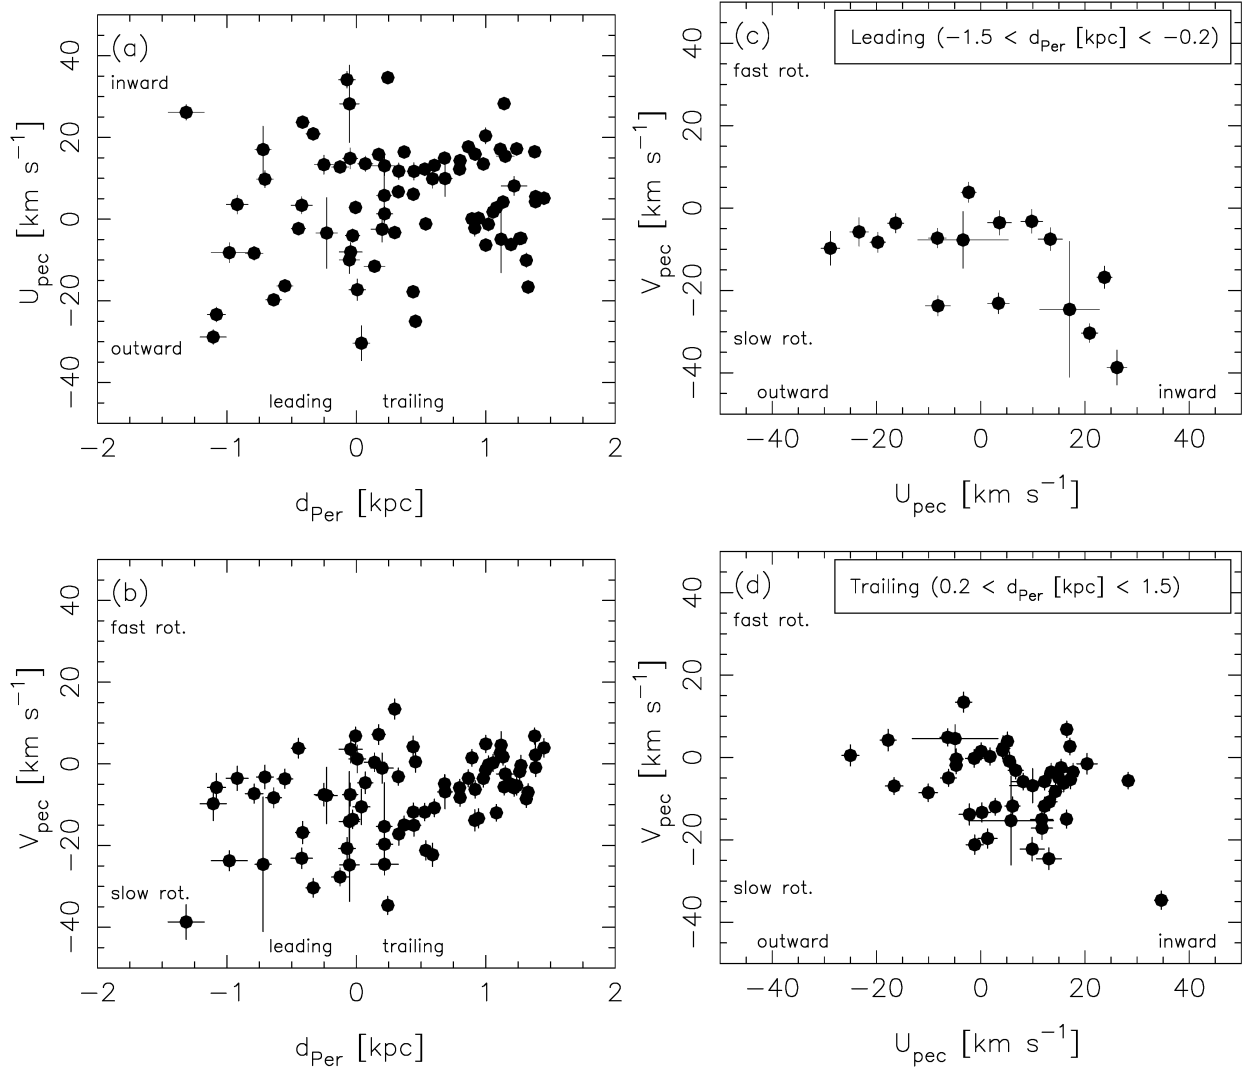 (a)
inward
outward
leading trailing
40
20
0
−20
−40
U_pec [km s^−1]
−2 −1 0 1 2
d_Per [kpc]
(c)
Leading (−1.5 < d_Per [kpc] < −0.2)
fast rot.
slow rot.
outward inward
40
20
0
−20
−40
V_pec [km s^−1]
−40 −20 0 20 40
U_pec [km s^−1]
(b)
fast rot.
slow rot.
leading trailing
40
20
0
−20
−40
V_pec [km s^−1]
−2 −1 0 1 2
d_Per [kpc]
(d)
Trailing (0.2 < d_Per [kpc] < 1.5)
fast rot.
slow rot.
outward inward
40
20
0
−20
−40
V_pec [km s^−1]
−40 −20 0 20 40
U_pec [km s^−1]